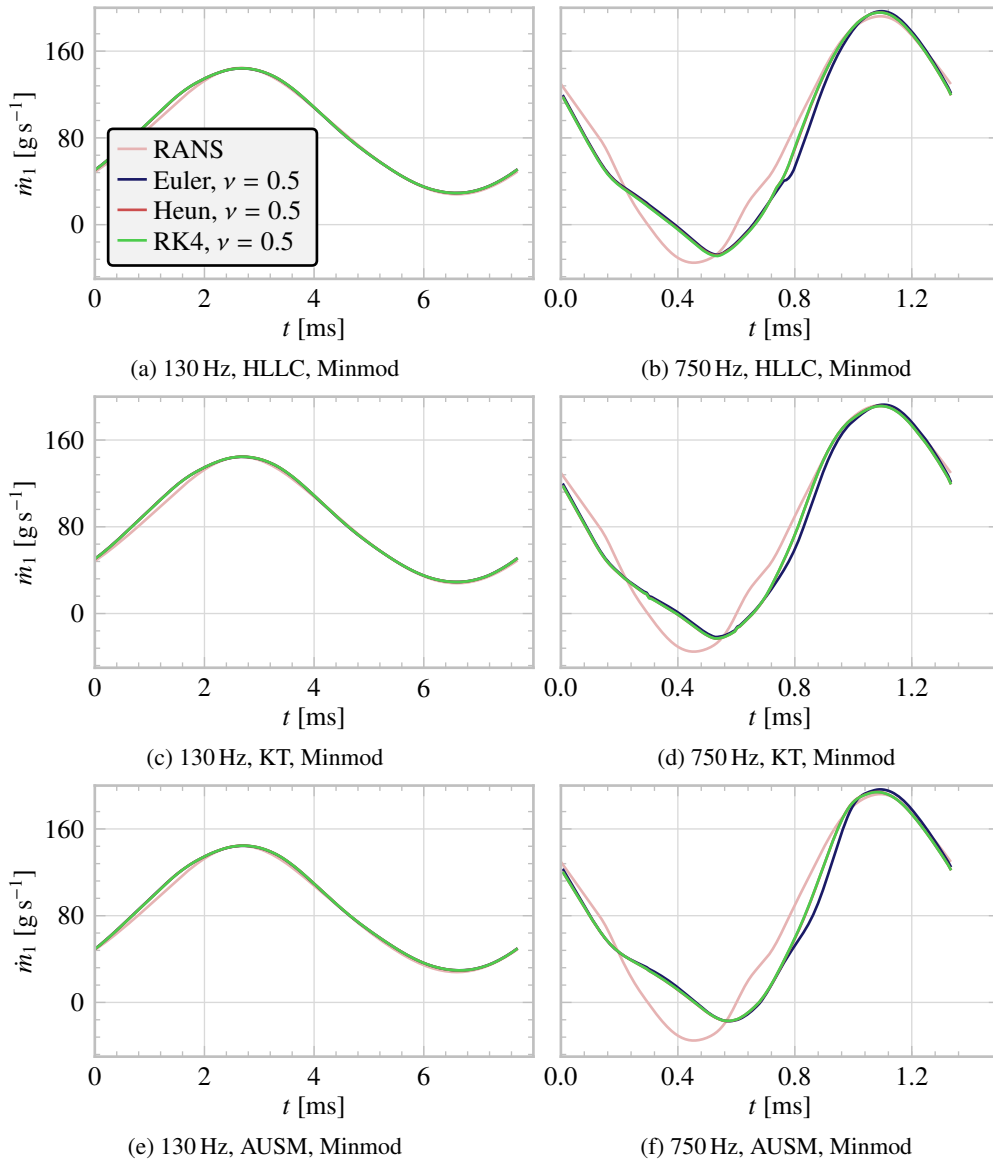 160
80
0
ṁ1 [g s−1]
RANS
Euler, ν = 0.5
Heun, ν = 0.5
RK4, ν = 0.5
0 2 4 6
t [ms]
0.0 0.4 0.8 1.2
t [ms]
(a) 130 Hz, HLLC, Minmod
(b) 750 Hz, HLLC, Minmod
160
80
0
ṁ1 [g s−1]
0 2 4 6
t [ms]
0.0 0.4 0.8 1.2
t [ms]
(c) 130 Hz, KT, Minmod
(d) 750 Hz, KT, Minmod
160
80
0
ṁ1 [g s−1]
0 2 4 6
t [ms]
0.0 0.4 0.8 1.2
t [ms]
(e) 130 Hz, AUSM, Minmod
(f) 750 Hz, AUSM, Minmod